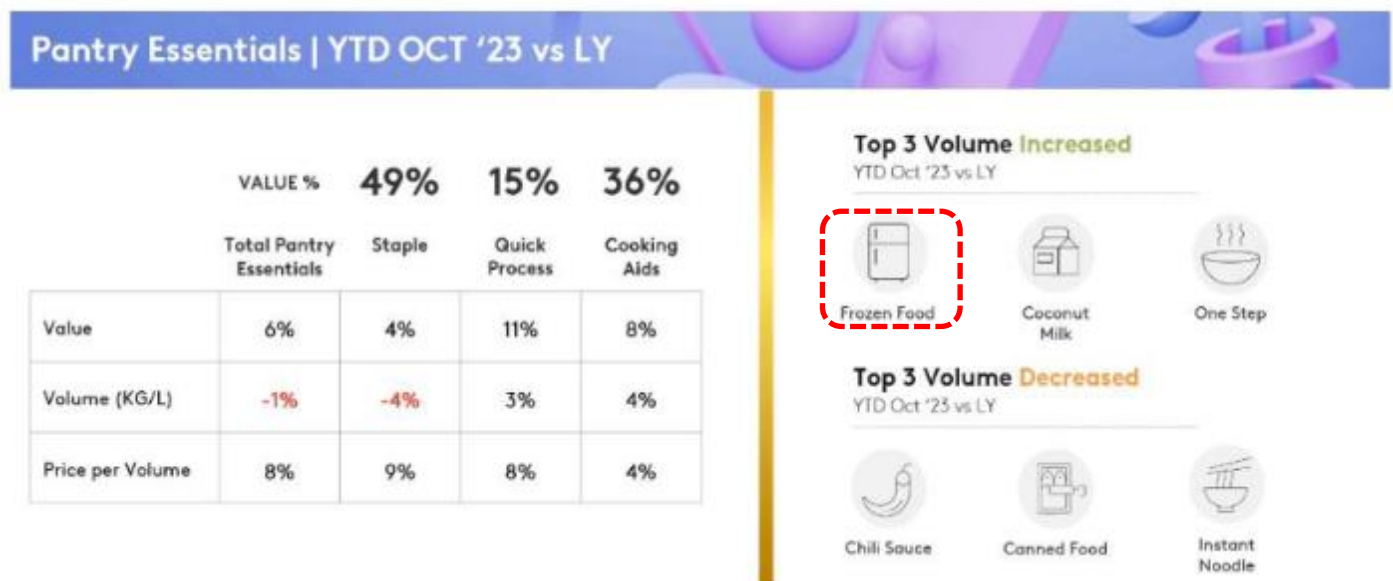 Pantry Essentials | YTD OCT '23 vs LY
VALUE % 49% 15% 36%
Total Pantry Essentials Staple Quick Process Cooking Aids
Value 6% 4% 11% 8%
Volume (KG/L) -1% -4% 3% 4%
Price per Volume 8% 9% 8% 4%
Top 3 Volume Increased
YTD Oct '23 vs LY
Frozen Food
Coconut
Milk
One Step
Top 3 Volume Decreased
YTD Oct '23 vs LY
Chili Sauce
Canned Food
Instant
Noodle